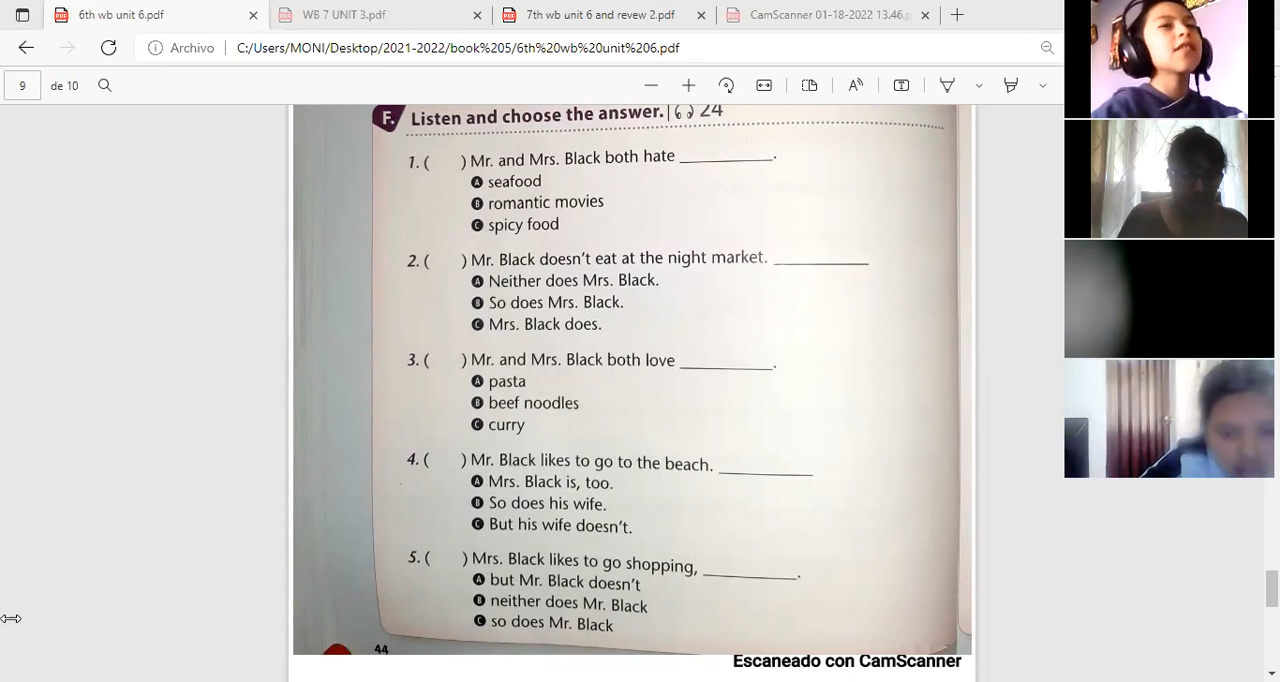 6th wb unit 6.pdf
WB 7 UNIT 3.pdf
7th wb unit 6 and revew 2.pdf
CamScanner 01-18-2022 13.46.p
Archivo
C:/Users/MONI/Desktop/2021-2022/book%205/6th%20wb%20unit%206.pdf
9 de 10
F. Listen and choose the answer. 24
1. ( ) Mr. and Mrs. Black both hate __________.
A seafood
B romantic movies
C spicy food
2. ( ) Mr. Black doesn't eat at the night market. __________
A Neither does Mrs. Black.
B So does Mrs. Black.
C Mrs. Black does.
3. ( ) Mr. and Mrs. Black both love __________.
A pasta
B beef noodles
C curry
4. ( ) Mr. Black likes to go to the beach. __________
A Mrs. Black is, too.
B So does his wife.
C But his wife doesn't.
5. ( ) Mrs. Black likes to go shopping, __________.
A but Mr. Black doesn't
B neither does Mr. Black
C so does Mr. Black
44
Escaneado con CamScanner